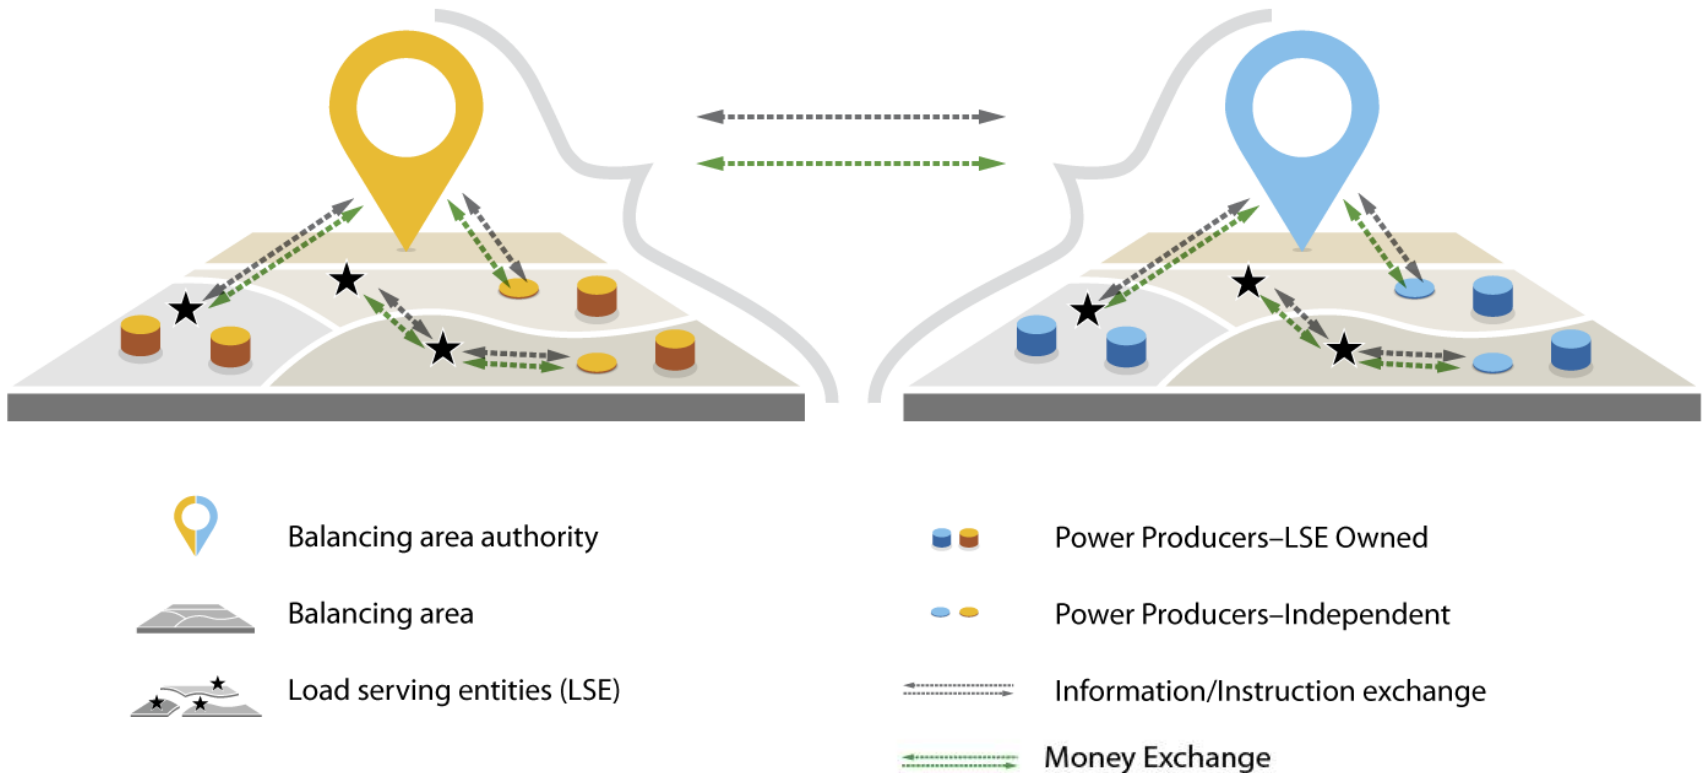 Balancing area authority
Power Producers–LSE Owned
Balancing area
Power Producers–Independent
Load serving entities (LSE)
Information/Instruction exchange
Money Exchange